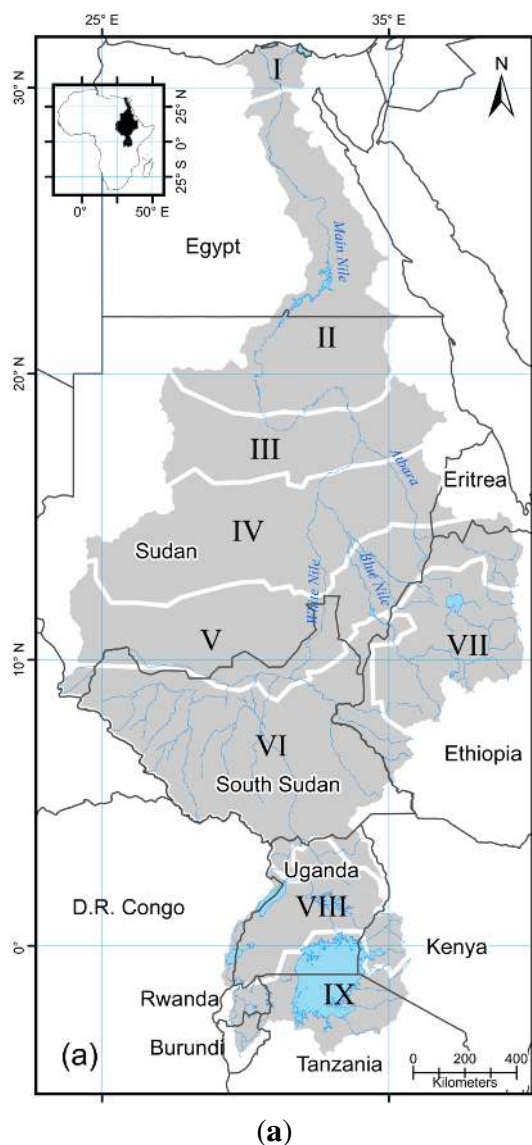 25° E
35° E
I
N
30° N
25° N
0°
25° S
0°
50° E
Main Nile
Egypt
II
20° N
III
Atbara
Eritrea
IV
Sudan
White Nile
Blue Nile
V
VII
10° N
VI
Ethiopia
South Sudan
Uganda
D.R. Congo
VIII
0°
Kenya
IX
Rwanda
Burundi
Tanzania
(a)
0 200 400
Kilometers
(a)